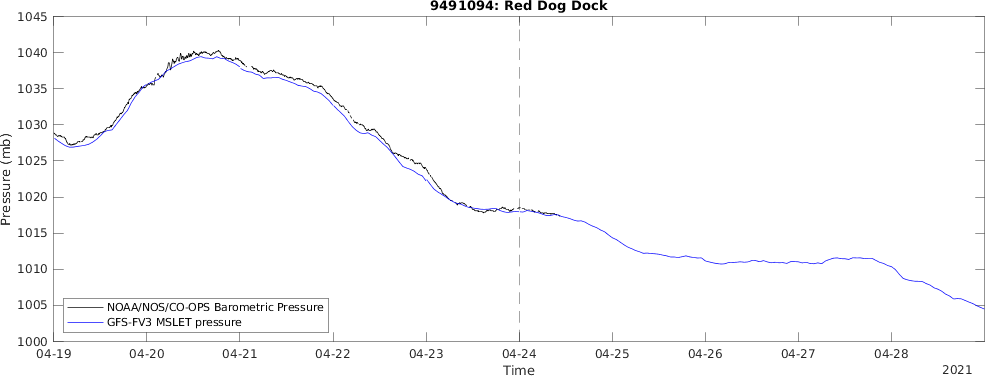 9491094: Red Dog Dock
1045
1040
1035
1030
1025
1020
1015
1010
1005
1000
Pressure (mb)
NOAA/NOS/CO-OPS Barometric Pressure
GFS-FV3 MSLET pressure
04-19 04-20 04-21 04-22 04-23 04-24 04-25 04-26 04-27 04-28
Time
2021